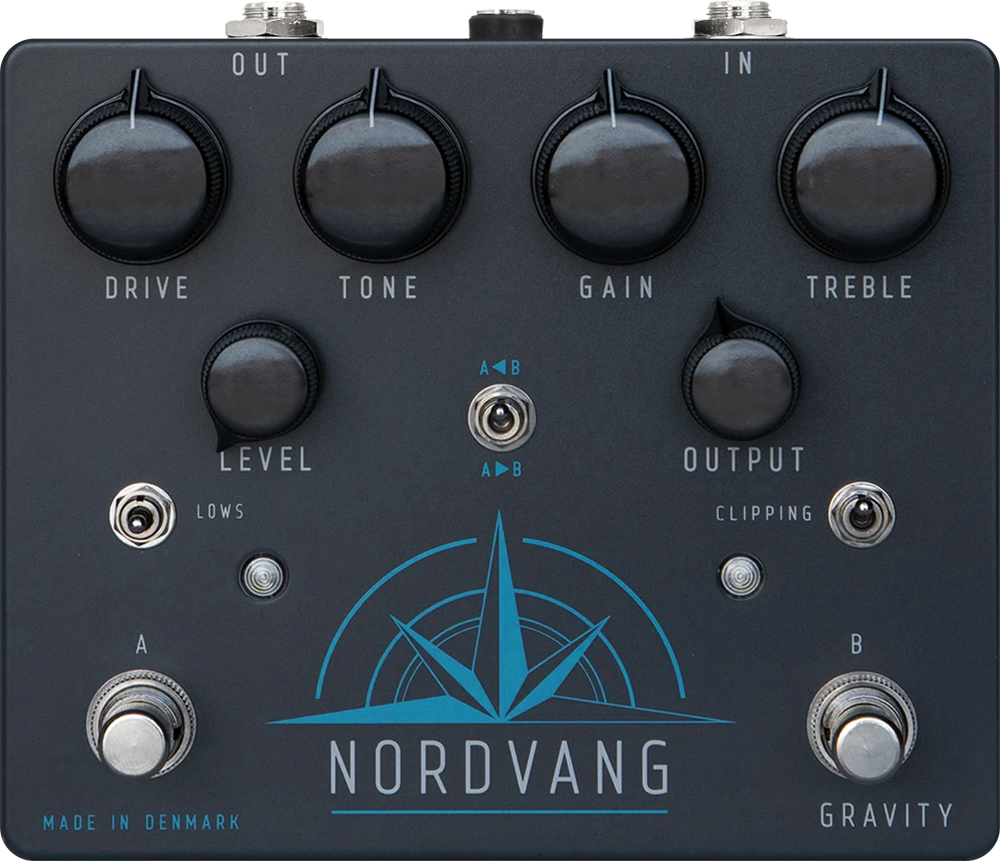 OUT IN
DRIVE TONE GAIN TREBLE
A◀B
LEVEL A▶B OUTPUT
LOWS CLIPPING
A B
NORDVANG
MADE IN DENMARK GRAVITY